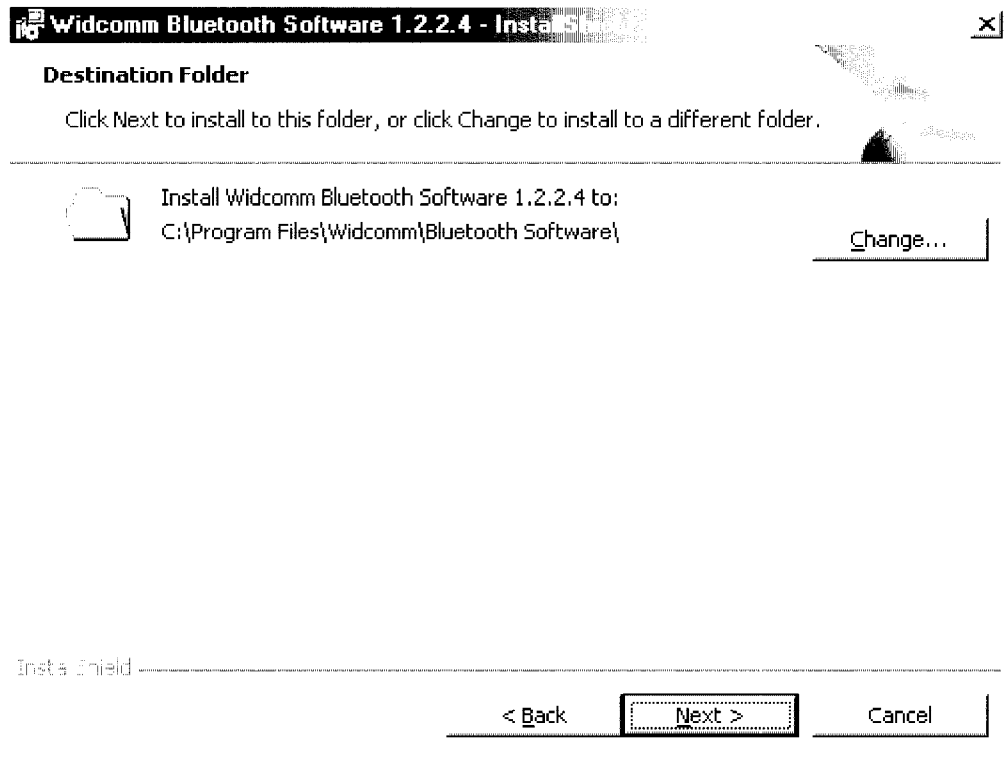 Widcomm Bluetooth Software 1.2.2.4 -
Destination Folder
Click Next to install to this folder, or click Change to install to a different folder.
Install Widcomm Bluetooth Software 1.2.2.4 to:
C:\Program Files\Widcomm\Bluetooth Software\
Change...
InstallShield
< Back
Next >
Cancel